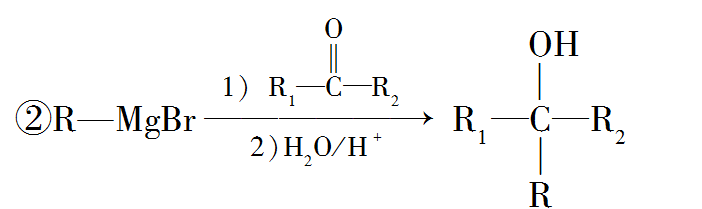 O
OH
1) R₁—C—R₂
②R—MgBr
R₁—C—R₂
2)H₂O/H⁺
R